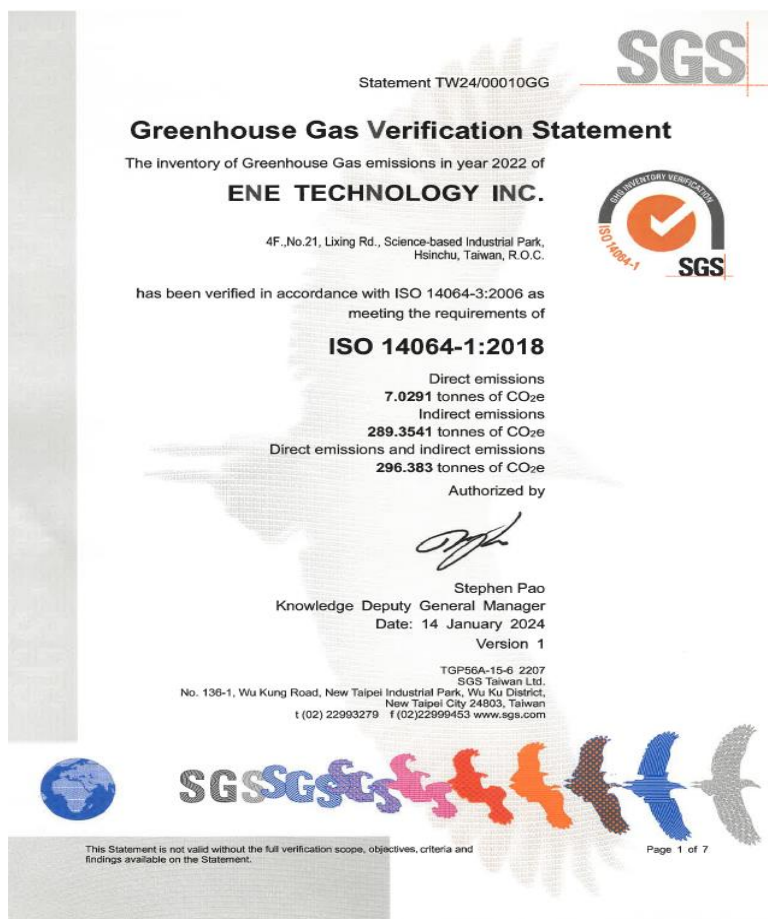 SGS
Statement TW24/00010GG
Greenhouse Gas Verification Statement
The inventory of Greenhouse Gas emissions in year 2022 of
ENE TECHNOLOGY INC.
GHG INVENTORY VERIFICATION
ISO 14064-1
SGS
4F.,No.21, Lixing Rd., Science-based Industrial Park,
Hsinchu, Taiwan, R.O.C.
has been verified in accordance with ISO 14064-3:2006 as
meeting the requirements of
ISO 14064-1:2018
Direct emissions
7.0291 tonnes of CO2e
Indirect emissions
289.3541 tonnes of CO2e
Direct emissions and indirect emissions
296.383 tonnes of CO2e
Authorized by
Stephen Pao
Knowledge Deputy General Manager
Date: 14 January 2024
Version 1
TGP56A-15-6 2207
SGS Taiwan Ltd.
No. 136-1, Wu Kung Road, New Taipei Industrial Park, Wu Ku District,
New Taipei City 24803, Taiwan
t (02) 22993279 f (02)22999453 www.sgs.com
SGSSGSSGS
This Statement is not valid without the full verification scope, objectives, criteria and
findings available on the Statement.
Page 1 of 7